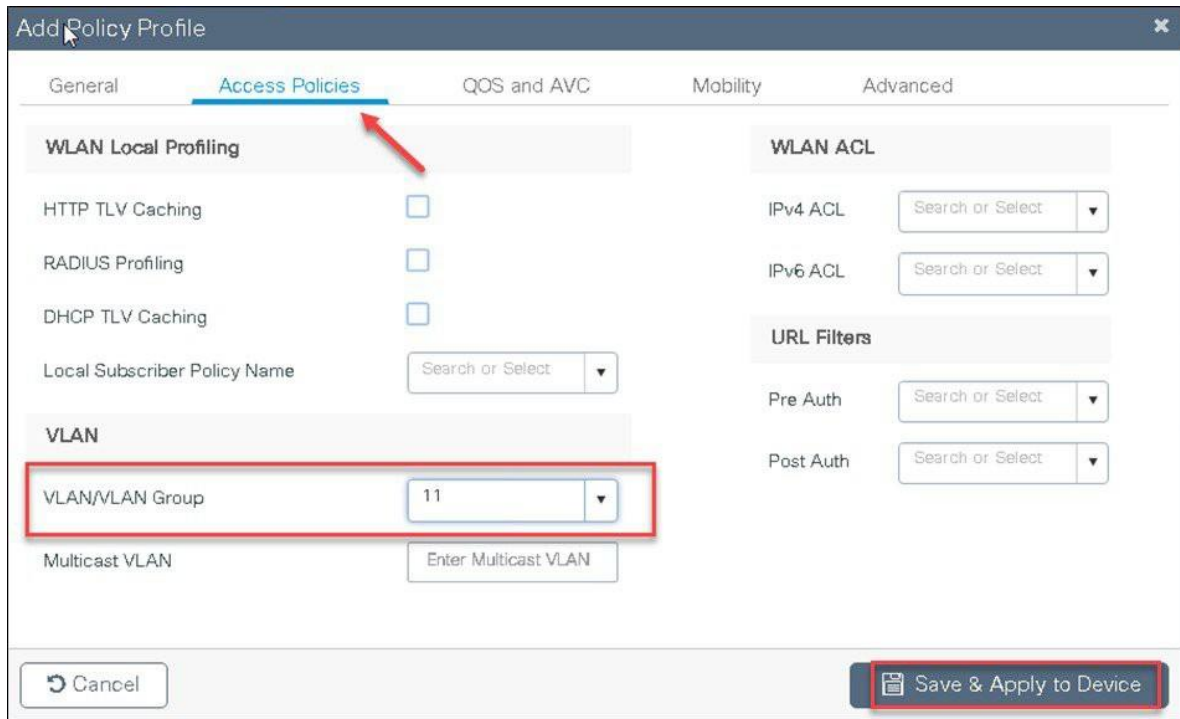 Add Policy Profile
General Access Policies QOS and AVC Mobility Advanced
WLAN Local Profiling
HTTP TLV Caching
RADIUS Profiling
DHCP TLV Caching
Local Subscriber Policy Name Search or Select
VLAN
VLAN/VLAN Group 11
Multicast VLAN Enter Multicast VLAN
WLAN ACL
IPv4 ACL Search or Select
IPv6 ACL Search or Select
URL Filters
Pre Auth Search or Select
Post Auth Search or Select
Cancel
Save & Apply to Device